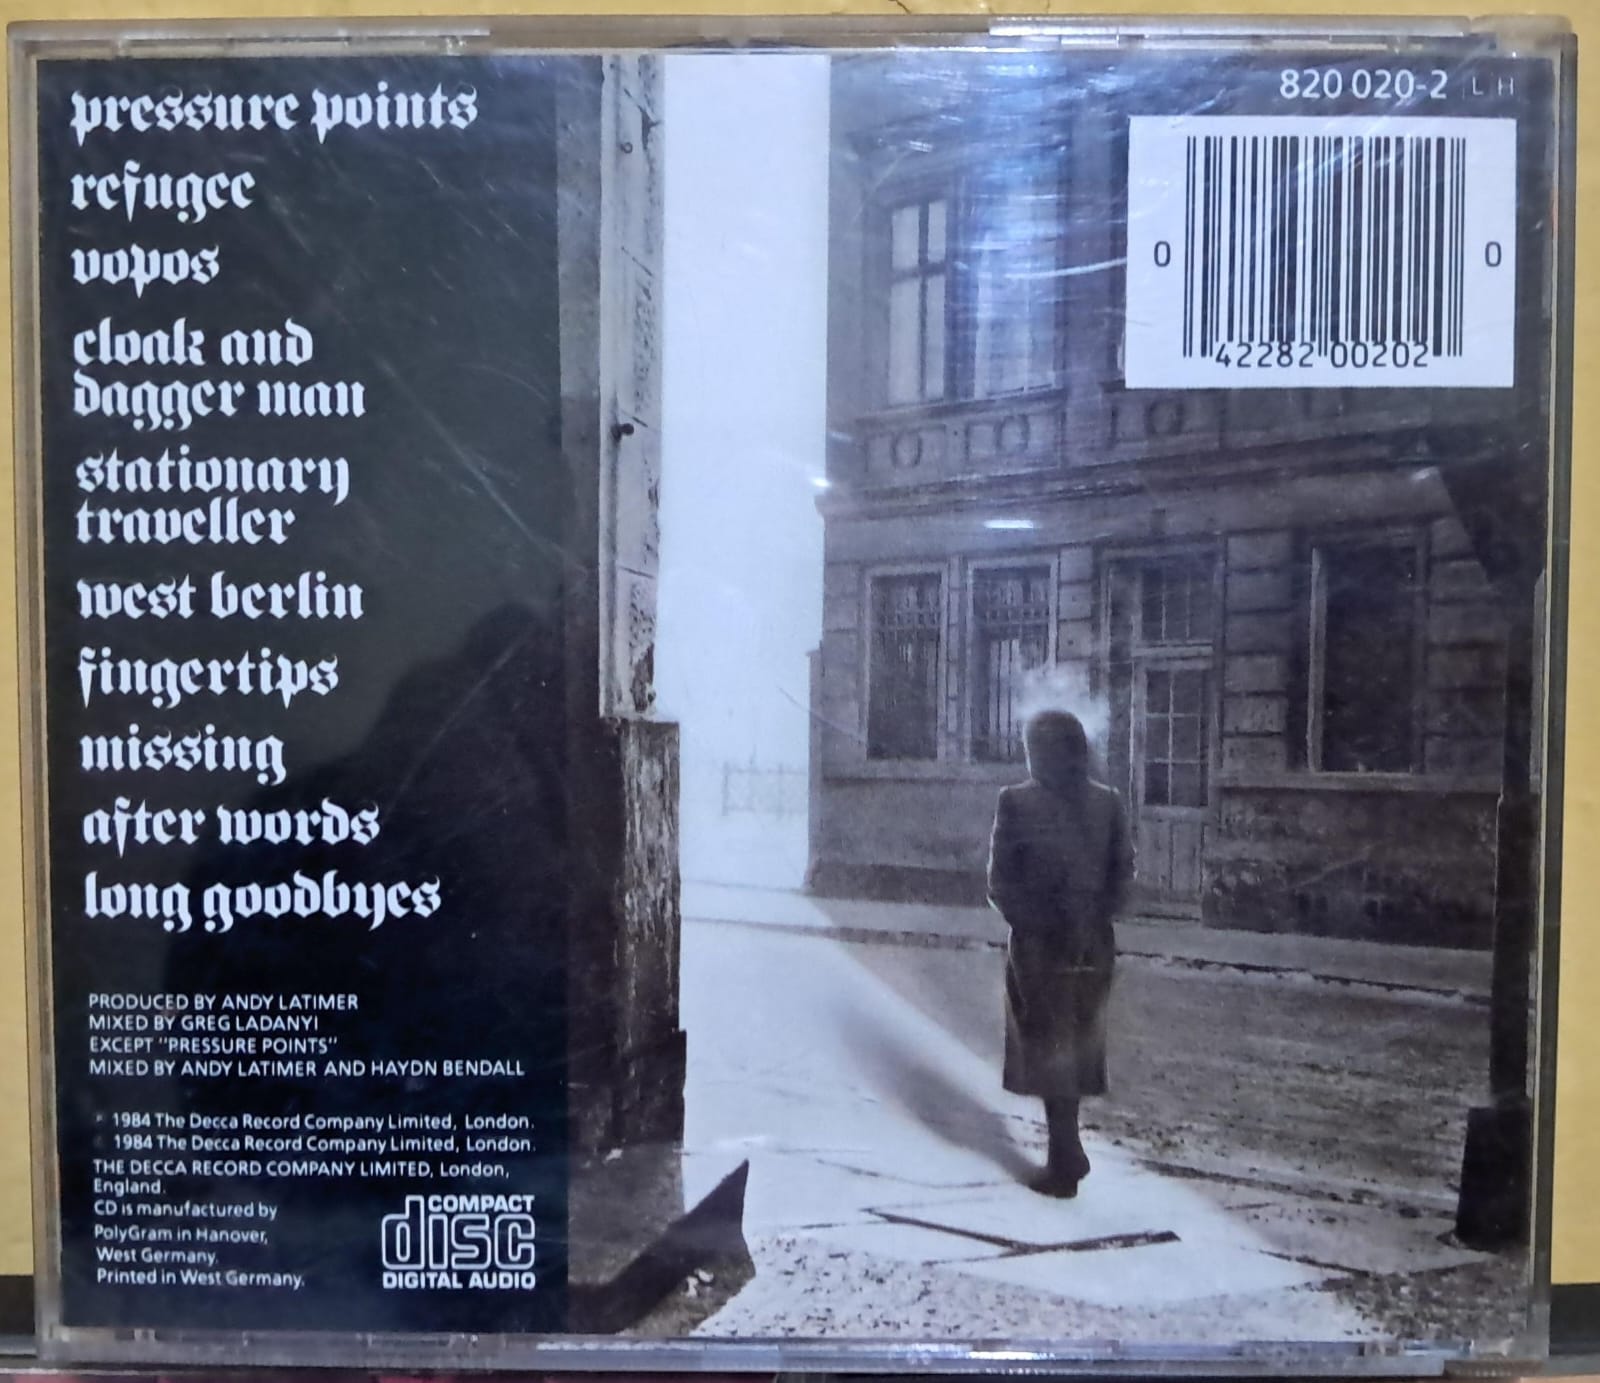 pressure points
refugee
vopos
cloak and
dagger man
stationary
traveller
west berlin
fingertips
missing
after words
long goodbyes
PRODUCED BY ANDY LATIMER
MIXED BY GREG LADANYI
EXCEPT "PRESSURE POINTS"
MIXED BY ANDY LATIMER AND HAYDN BENDALL
℗ 1984 The Decca Record Company Limited, London.
© 1984 The Decca Record Company Limited, London.
THE DECCA RECORD COMPANY LIMITED, London,
England.
CD is manufactured by
PolyGram in Hanover,
West Germany.
Printed in West Germany.
COMPACT
disc
DIGITAL AUDIO
820 020-2 LH
0 42282 00202 0